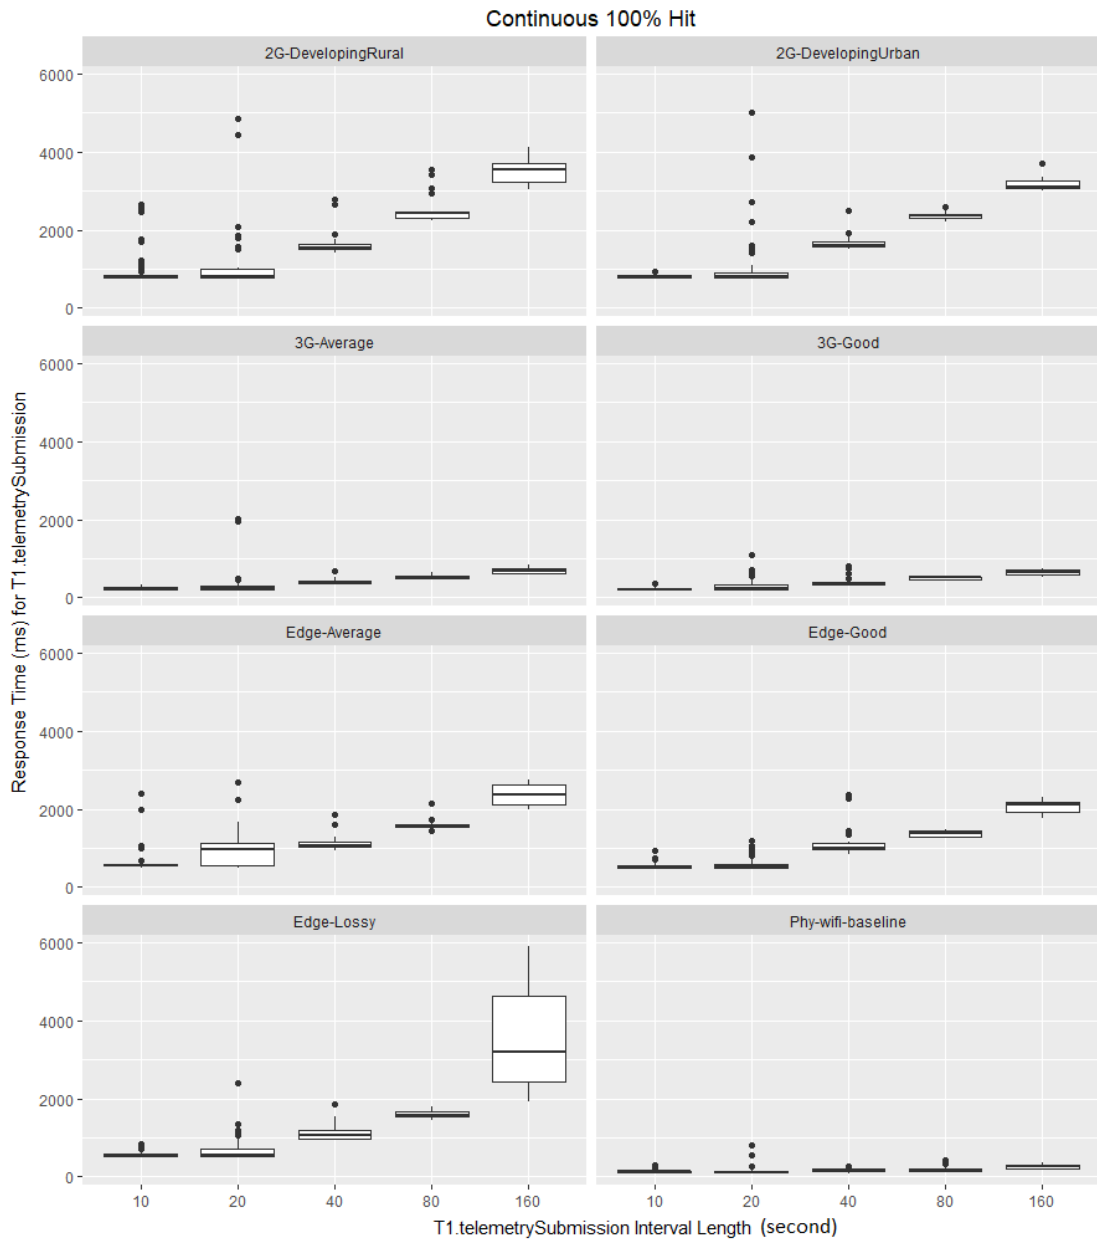 Continuous 100% Hit
2G-DevelopingRural
2G-DevelopingUrban
6000
4000
2000
0
3G-Average
3G-Good
6000
4000
2000
0
Response Time (ms) for T1.telemetrySubmission
Edge-Average
Edge-Good
6000
4000
2000
0
Edge-Lossy
Phy-wifi-baseline
6000
4000
2000
0
10 20 40 80 160 10 20 40 80 160
T1.telemetrySubmission Interval Length (second)